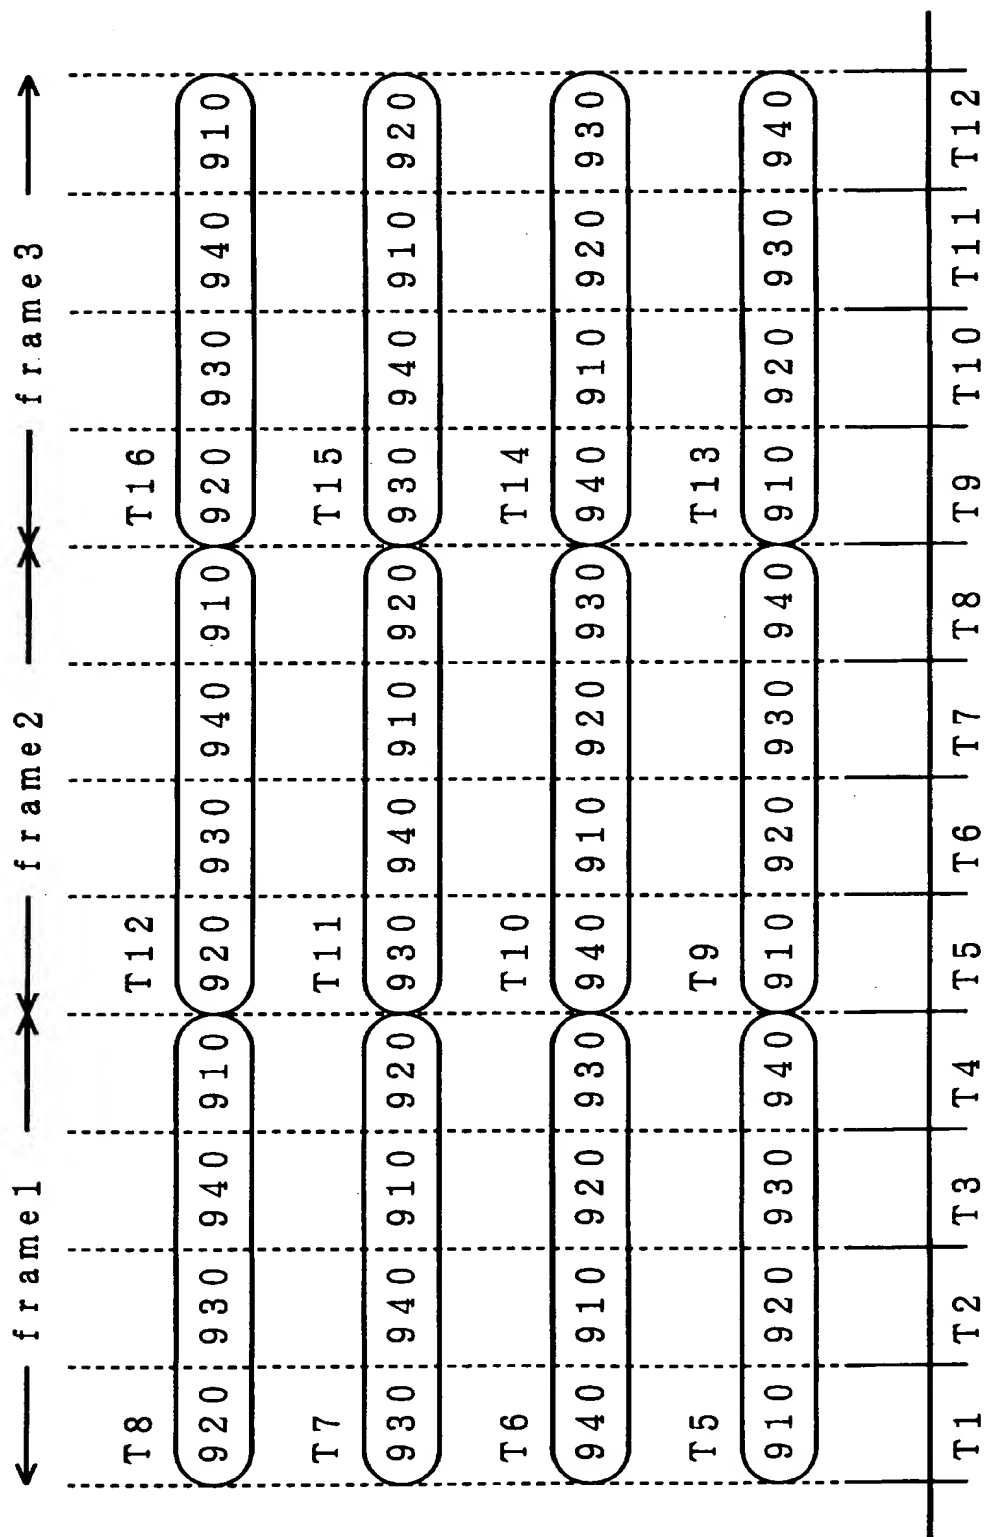 frame1 frame2 frame3
T8 T12 T16
920 930 940 910 920 930 940 910 920 930 940 910
T7 T11 T15
930 940 910 920 930 940 910 920 930 940 910 920
T6 T10 T14
940 910 920 930 940 910 920 930 940 910 920 930
T5 T9 T13
910 920 930 940 910 920 930 940 910 920 930 940
T1 T2 T3 T4 T5 T6 T7 T8 T9 T10 T11 T12